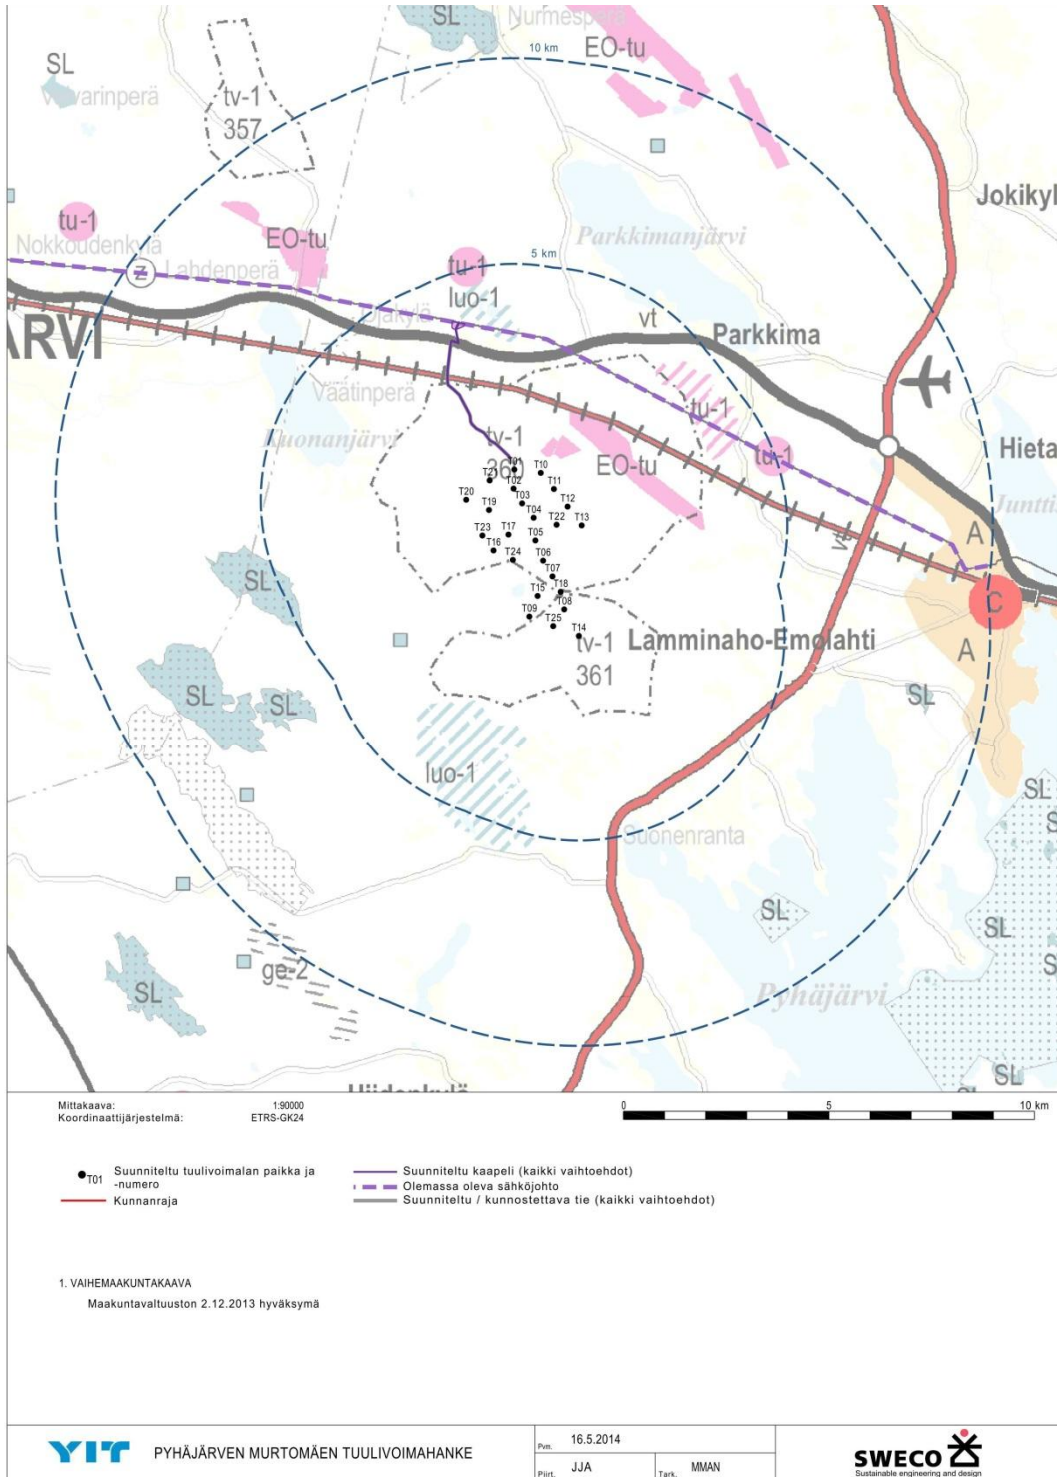 SL
Nurmesperä
EO-tu
10 km
SL
tv-1
357
Jokikyl
tu-1
Nokkoudenkylä
EO-tu
Parkkimanjärvi
5 km
Z
Lahdenperä
tu-1
luo-1
vt
Parkkima
ARVI
Väätinperä
tu-1
Kuonanjärvi
tv-1
360
EO-tu
tu-1
Hieta
Juntti
T01
T10
T21
T02
T11
T20
T03
T12
T19
T04
T22
T13
T23
T17
T05
T16
T24
T06
T07
T18
T15
T08
T09
T25
T14
vt
A
C
SL
Lamminaho-Emolahti
tv-1
361
A
SL
SL
SL
luo-1
SL
Suonenranta
S
SL
SL
ge-2
S
SL
Pyhäjärvi
SL
Mittakaava: 1:90000
Koordinaattijärjestelmä: ETRS-GK24
0 5 10 km
T01 Suunniteltu tuulivoimalan paikka ja
-numero
Kunnanraja
Suunniteltu kaapeli (kaikki vaihtoehdot)
Olemassa oleva sähköjohto
Suunniteltu / kunnostettava tie (kaikki vaihtoehdot)
1. VAIHEMAAKUNTAKAAVA
Maakuntavaltuuston 2.12.2013 hyväksymä
YIT
PYHÄJÄRVEN MURTOMÄEN TUULIVOIMAHANKE
Pvm. 16.5.2014
Piirt. JJA
Tark. MMAN
SWECO
Sustainable engineering and design